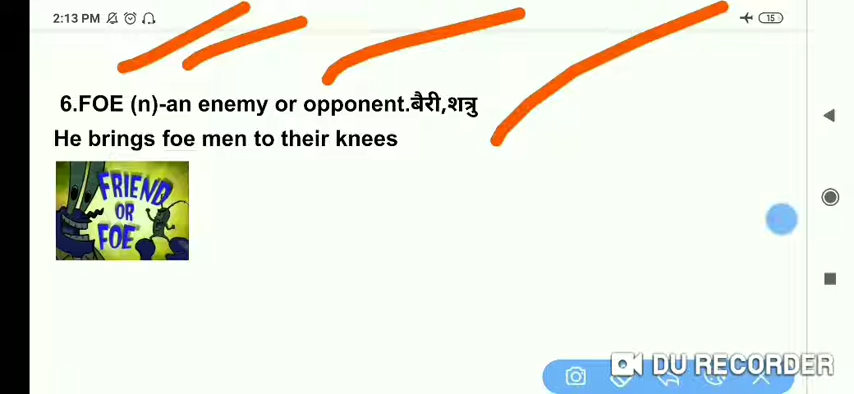 2:13 PM
15
6.FOE (n)-an enemy or opponent.बैरी,शत्रु
He brings foe men to their knees
FRIEND
OR
FOE
DU RECORDER